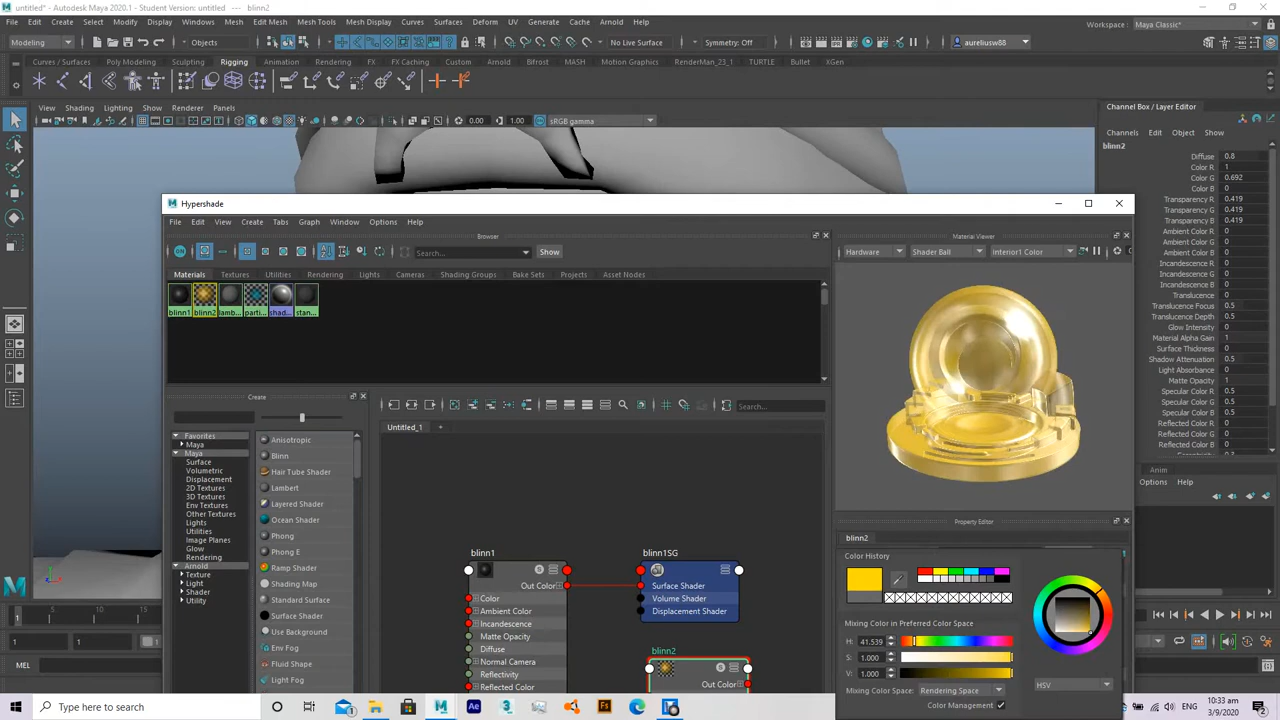 untitled* - Autodesk Maya 2020.1 - Student Version: untitled --- blinn2
File Edit Create Select Modify Display Windows Mesh Edit Mesh Mesh Tools Mesh Display Curves Surfaces Deform UV Generate Cache Arnold Help
Workspace : Maya Classic*
Modeling Objects No Live Surface Symmetry: Off aureliusw88
Curves / Surfaces Poly Modeling Sculpting Rigging Animation Rendering FX FX Caching Custom Arnold Bifrost MASH Motion Graphics RenderMan_23_1 TURTLE Bullet XGen
View Shading Lighting Show Renderer Panels
0.00 1.00 sRGB gamma
Channel Box / Layer Editor
Channels Edit Object Show
blinn2
Diffuse 0.8
Color R 1
Color G 0.692
Color B 0
Transparency R 0.419
Transparency G 0.419
Transparency B 0.419
Ambient Color R 0
Ambient Color G 0
Ambient Color B 0
Incandescence R 0
Incandescence G 0
Incandescence B 0
Translucence 0
Translucence Focus 0.5
Translucence Depth 0.5
Glow Intensity 0
Material Alpha Gain 1
Surface Thickness 0
Shadow Attenuation 0.5
Light Absorbance 0
Matte Opacity 1
Specular Color R 0.5
Specular Color G 0.5
Specular Color B 0.5
Reflected Color R 0
Reflected Color G 0
Reflected Color B 0
Anim
Options Help
Hypershade
File Edit View Create Tabs Graph Window Options Help
Browser
Search... Show
Materials Textures Utilities Rendering Lights Cameras Shading Groups Bake Sets Projects Asset Nodes
blinn1 blinn2 lamb... parti... shad... stan...
Material Viewer
Hardware Shader Ball Interior1 Color
Create
Favorites
Maya
Maya
Surface
Volumetric
Displacement
2D Textures
3D Textures
Env Textures
Other Textures
Lights
Utilities
Image Planes
Glow
Rendering
Arnold
Texture
Light
Shader
Utility
Anisotropic
Blinn
Hair Tube Shader
Lambert
Layered Shader
Ocean Shader
Phong
Phong E
Ramp Shader
Shading Map
Standard Surface
Surface Shader
Use Background
Env Fog
Fluid Shape
Light Fog
Search...
Untitled_1 +
blinn1
Out Color
Color
Ambient Color
Incandescence
Matte Opacity
Diffuse
Normal Camera
Reflectivity
Reflected Color
blinn1SG
Surface Shader
Volume Shader
Displacement Shader
blinn2
Out Color
Property Editor
blinn2
Color History
Mixing Color in Preferred Color Space
H: 41.539
S: 1.000
V: 1.000
Mixing Color Space: Rendering Space
Color Management
HSV
1 1 1 15
MEL
Type here to search
10:33 am
3/9/2020